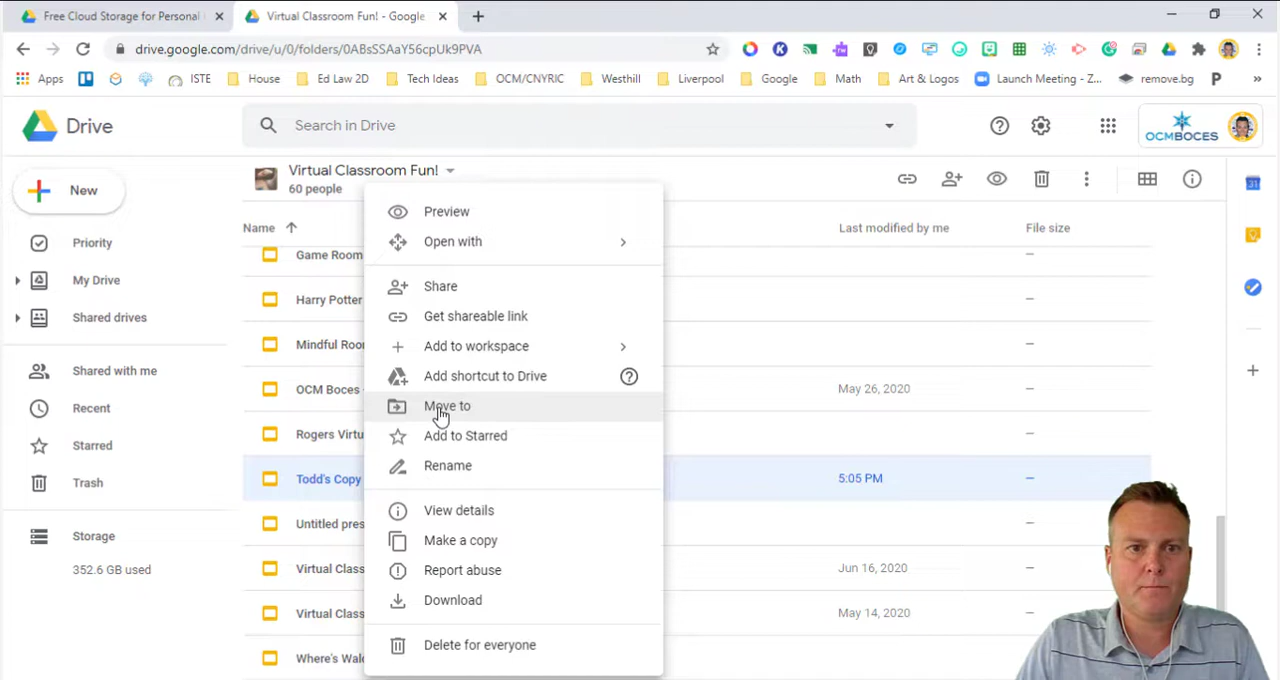 Free Cloud Storage for Personal
Virtual Classroom Fun! - Google
drive.google.com/drive/u/0/folders/0ABsSSAaY56cpUk9PVA
Apps ISTE House Ed Law 2D Tech Ideas OCM/CNYRIC Westhill Liverpool Google Math Art & Logos Launch Meeting - Z... remove.bg P »
Drive
Search in Drive
OCMBOCES
New
Priority
My Drive
Shared drives
Shared with me
Recent
Starred
Trash
Storage
352.6 GB used
Virtual Classroom Fun!
60 people
Name
Last modified by me
File size
Game Room
–
Harry Potter
–
Mindful Roo
–
OCM Boces
May 26, 2020
–
Rogers Virtu
–
Todd's Copy
5:05 PM
–
Untitled pres
–
Virtual Clas
Jun 16, 2020
–
Virtual Clas
May 14, 2020
–
Where's Wal
–
Preview
Open with
Share
Get shareable link
Add to workspace
Add shortcut to Drive
Move to
Add to Starred
Rename
View details
Make a copy
Report abuse
Download
Delete for everyone